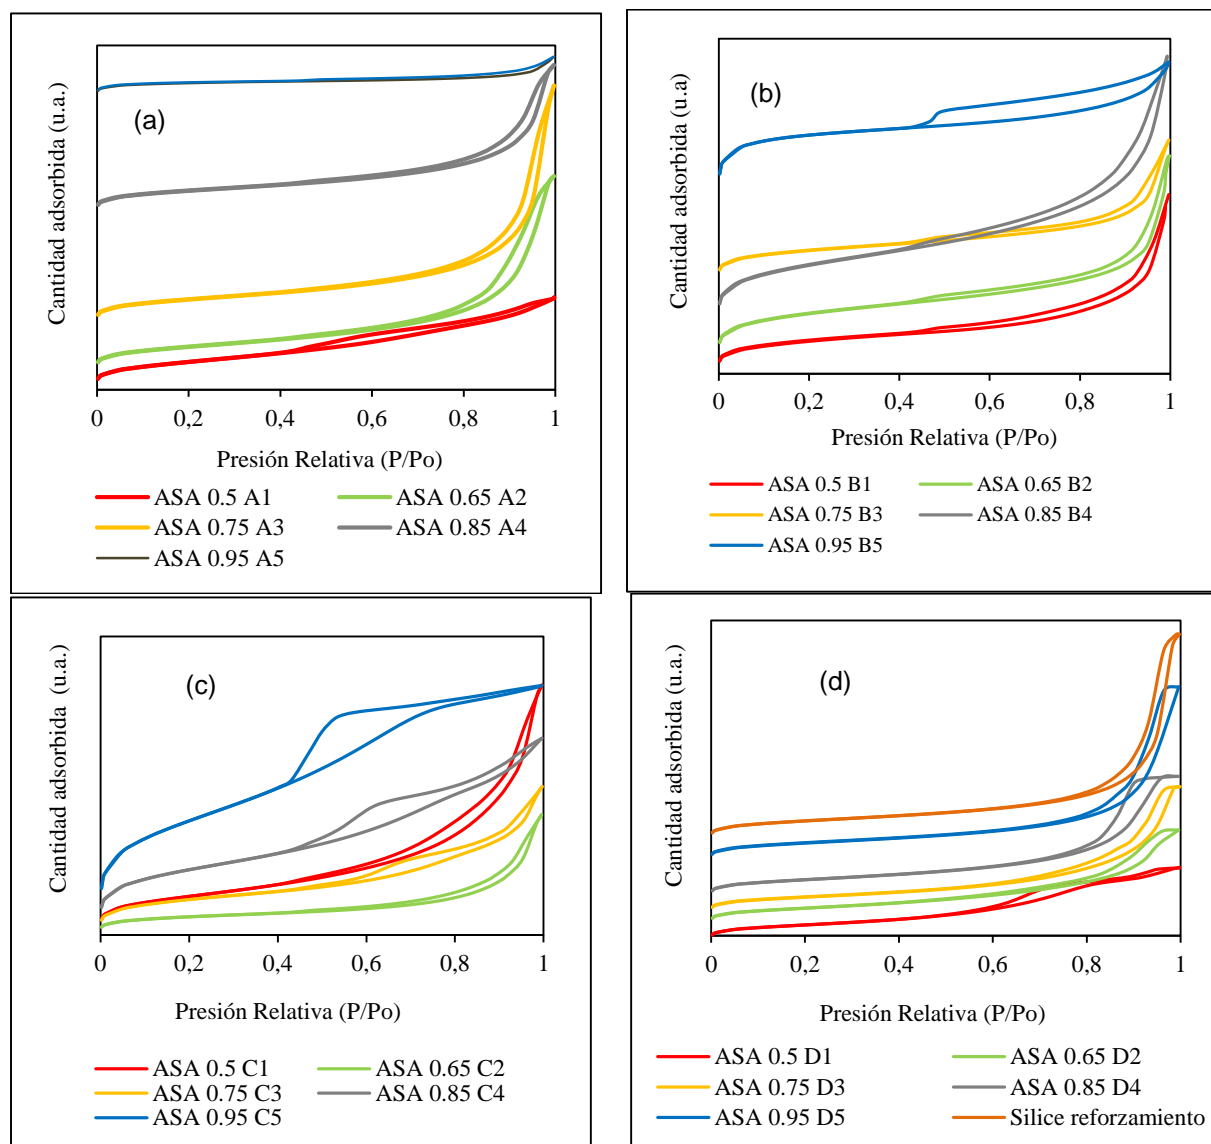 (a)
Cantidad adsorbida (u.a.)
0 0,2 0,4 0,6 0,8 1
Presión Relativa (P/Po)
ASA 0.5 A1 ASA 0.65 A2
ASA 0.75 A3 ASA 0.85 A4
ASA 0.95 A5
(b)
Cantidad adsorbida (u.a)
0 0,2 0,4 0,6 0,8 1
Presión Relativa (P/Po)
ASA 0.5 B1 ASA 0.65 B2
ASA 0.75 B3 ASA 0.85 B4
ASA 0.95 B5
(c)
Cantidad adsorbida (u.a.)
0 0,2 0,4 0,6 0,8 1
Presión Relativa (P/Po)
ASA 0.5 C1 ASA 0.65 C2
ASA 0.75 C3 ASA 0.85 C4
ASA 0.95 C5
(d)
Cantidad adsorbida (u.a.)
0 0,2 0,4 0,6 0,8 1
Presión Relativa (P/Po)
ASA 0.5 D1 ASA 0.65 D2
ASA 0.75 D3 ASA 0.85 D4
ASA 0.95 D5 Silice reforzamiento